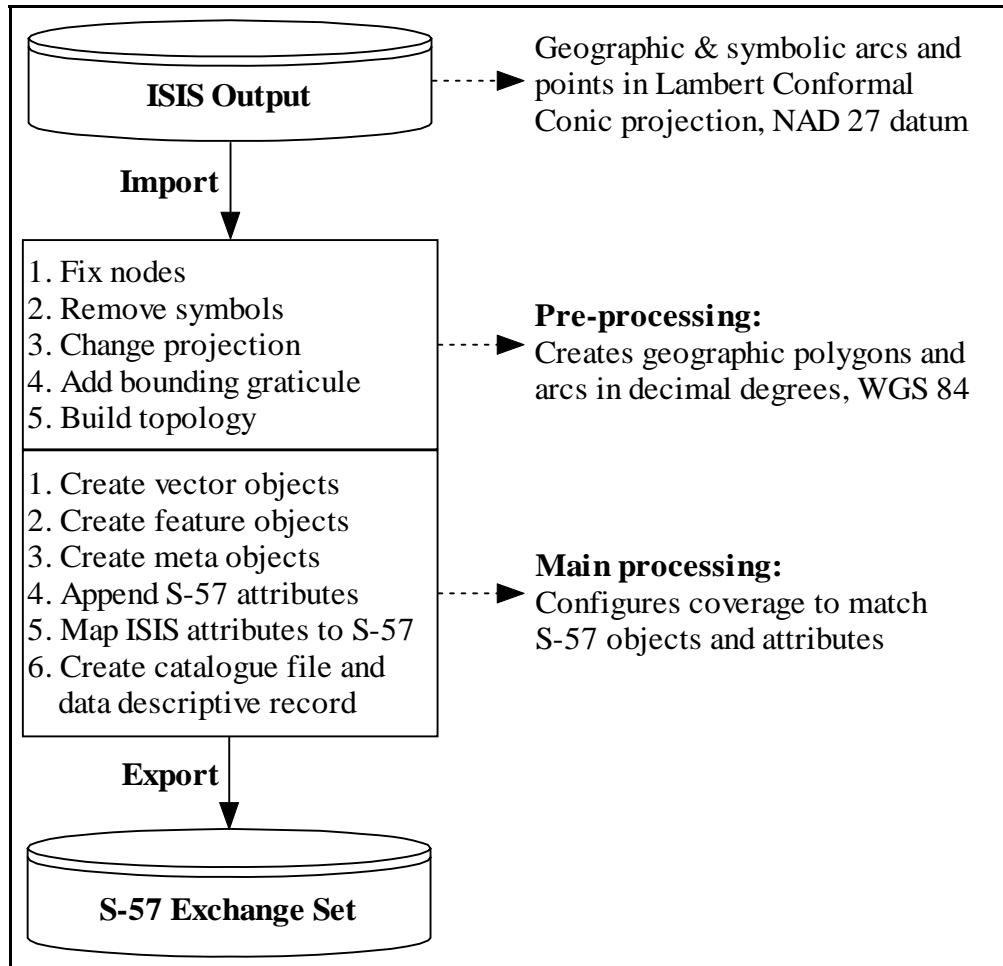 ISIS Output
Geographic & symbolic arcs and
points in Lambert Conformal
Conic projection, NAD 27 datum
Import
1. Fix nodes
2. Remove symbols
3. Change projection
4. Add bounding graticule
5. Build topology
Pre-processing:
Creates geographic polygons and
arcs in decimal degrees, WGS 84
1. Create vector objects
2. Create feature objects
3. Create meta objects
4. Append S-57 attributes
5. Map ISIS attributes to S-57
6. Create catalogue file and
data descriptive record
Main processing:
Configures coverage to match
S-57 objects and attributes
Export
S-57 Exchange Set